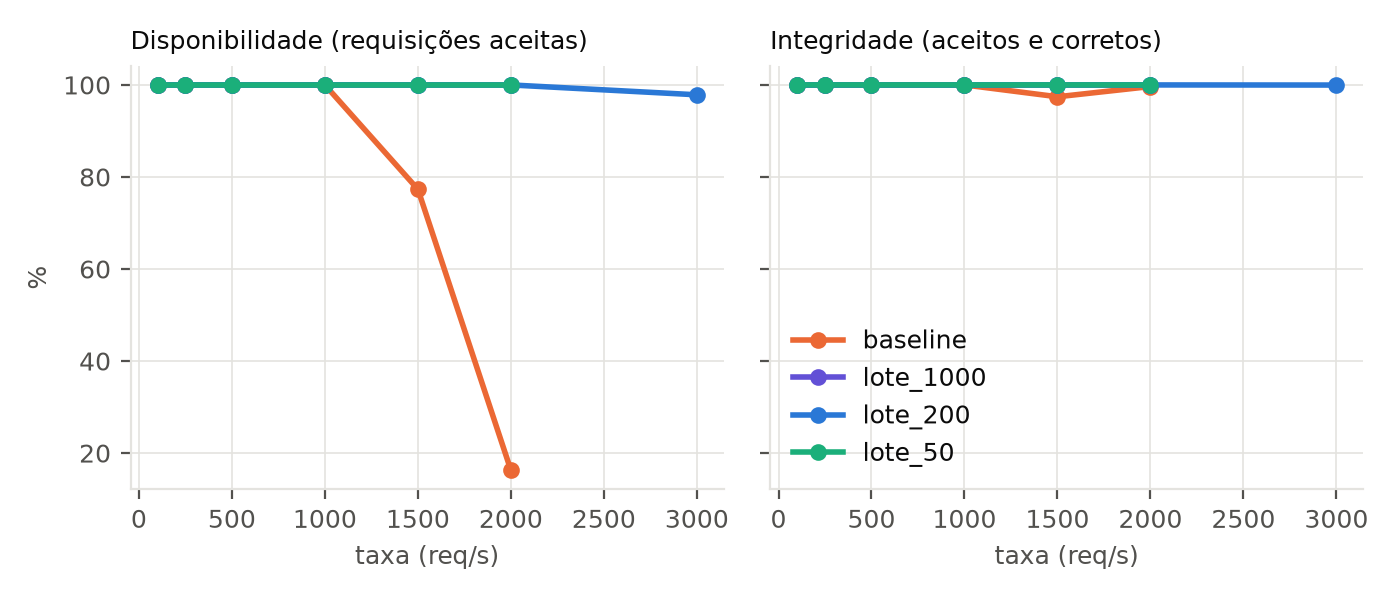 Disponibilidade (requisições aceitas)
100
80
60
40
20
%
0 500 1000 1500 2000 2500 3000
taxa (req/s)
Integridade (aceitos e corretos)
baseline
lote_1000
lote_200
lote_50
0 500 1000 1500 2000 2500 3000
taxa (req/s)